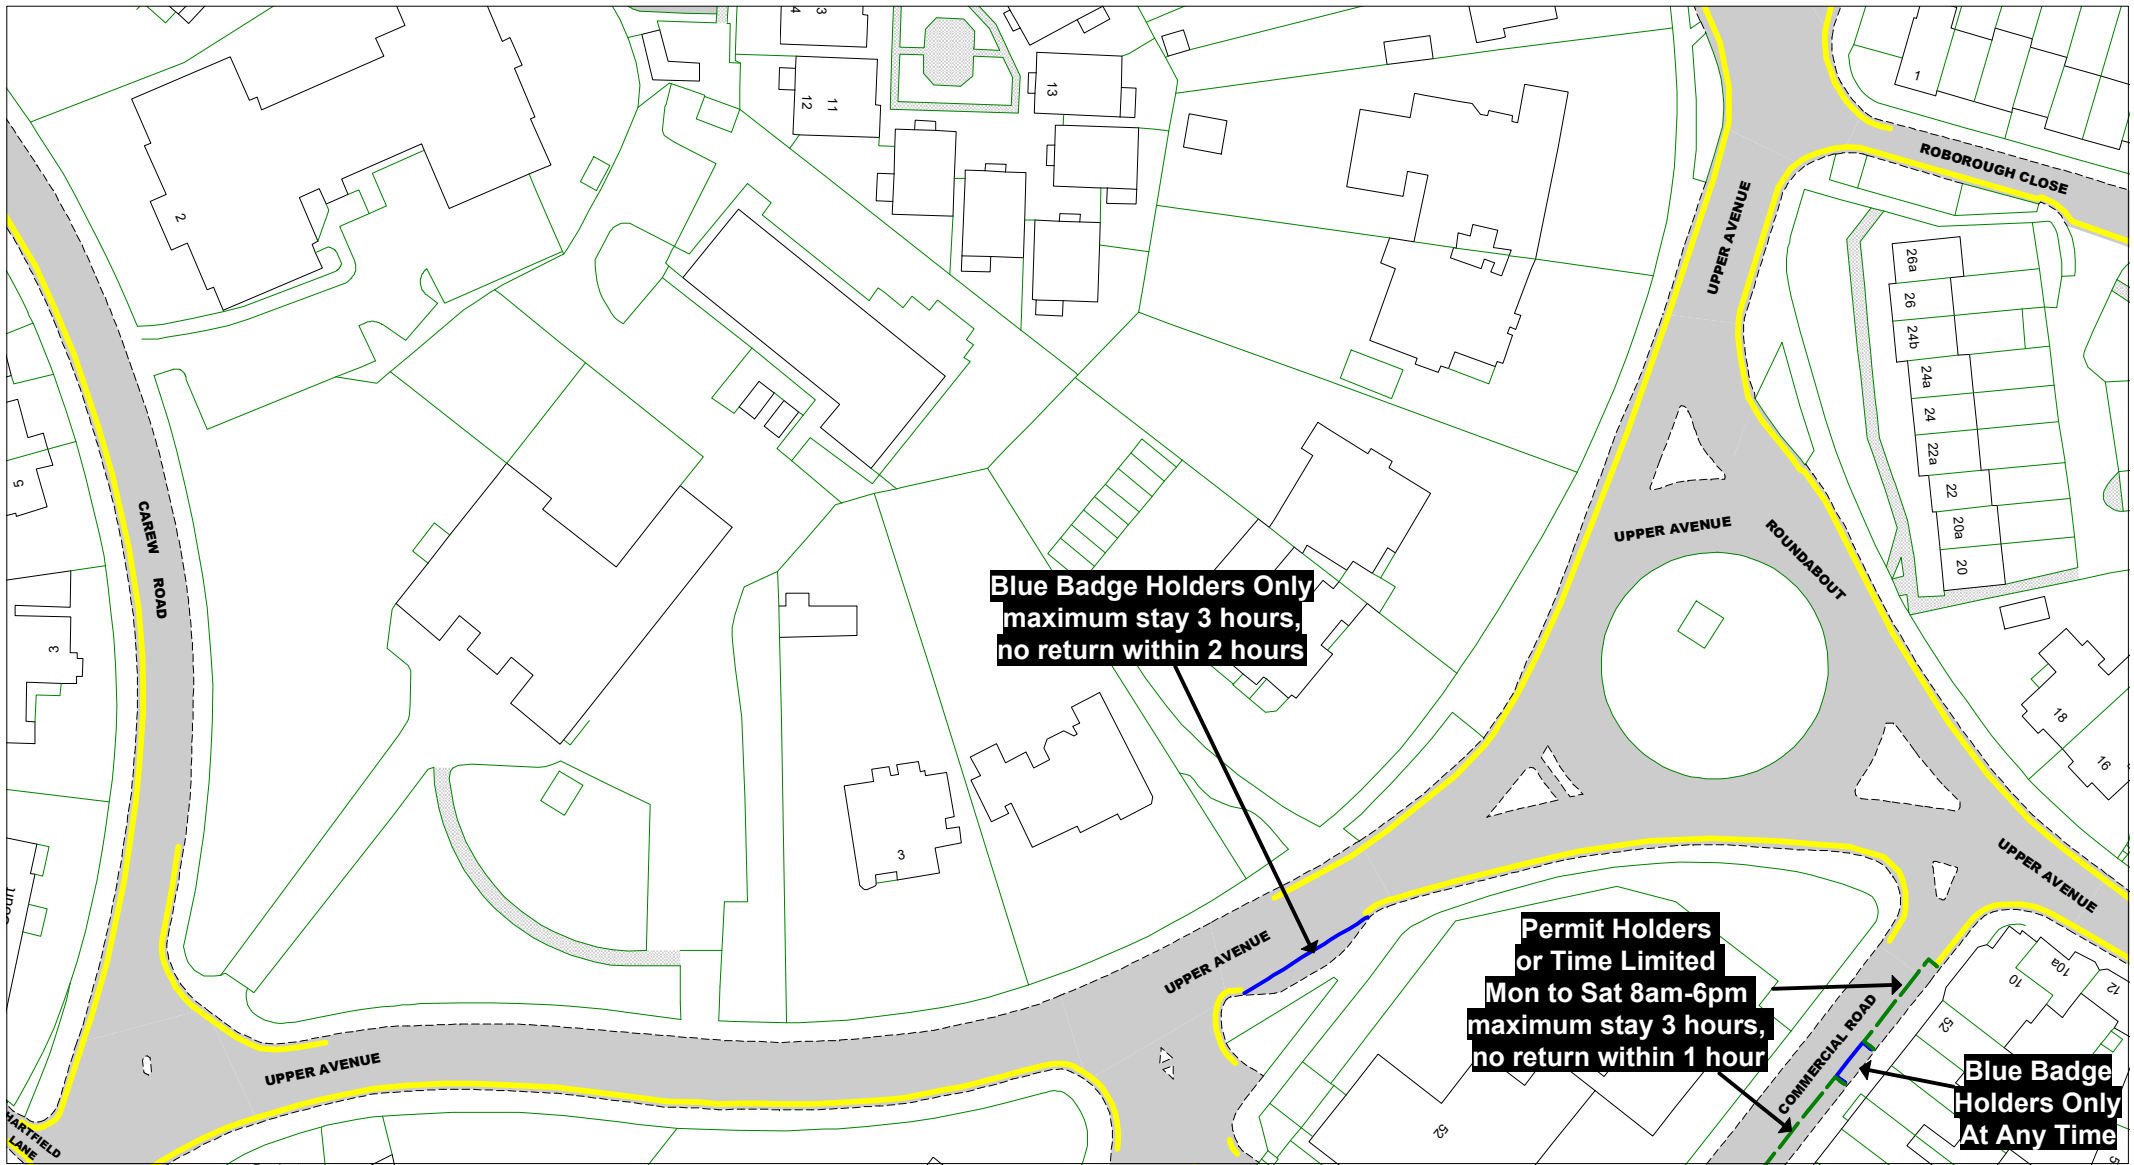 4
3
12
11
13
1
2
ROBOROUGH CLOSE
UPPER AVENUE
26a
26
24b
24a
24
22a
22
20a
20
5
CAREW
ROAD
3
UPPER AVENUE
ROUNDABOUT
Blue Badge Holders Only
maximum stay 3 hours,
no return within 2 hours
18
16
3
UPPER AVENUE
UPPER AVENUE
Permit Holders
or Time Limited
Mon to Sat 8am-6pm
maximum stay 3 hours,
no return within 1 hour
10
10a
12
52
COMMERCIAL ROAD
UPPER AVENUE
Blue Badge
Holders Only
At Any Time
HARTFIELD
LANE
52